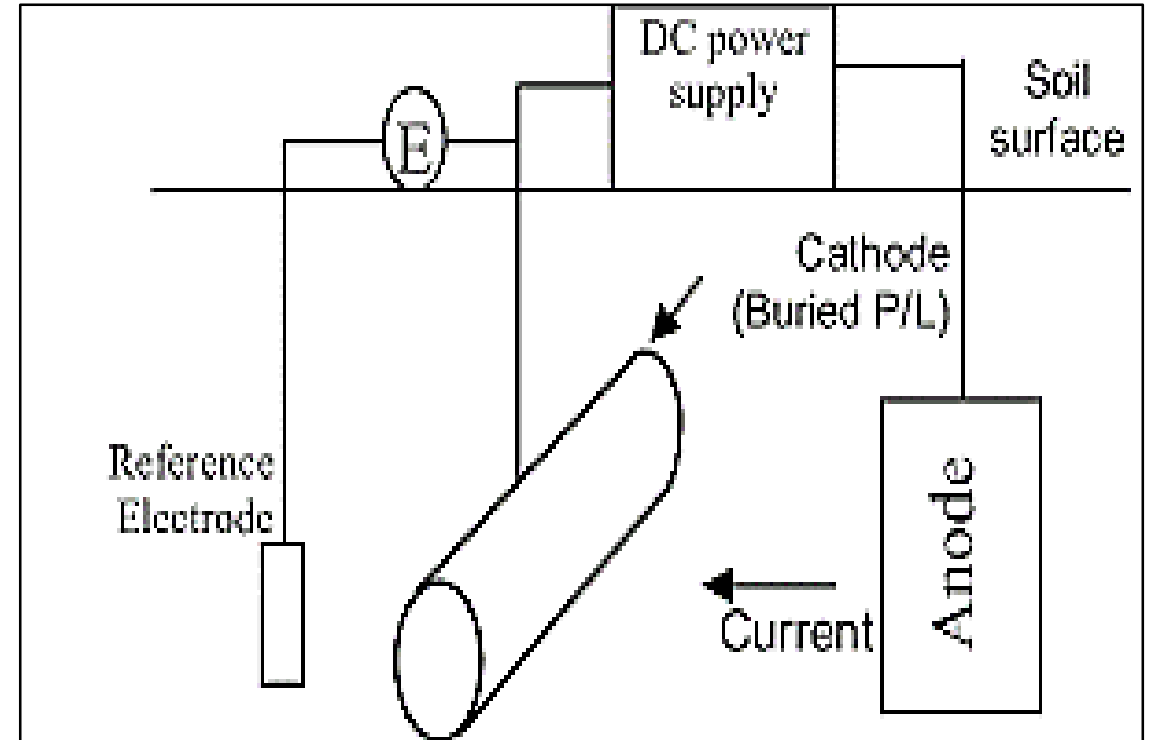 DC power
supply
Soil
surface
E
Cathode
(Buried P/L)
Reference
Electrode
Current
Anode